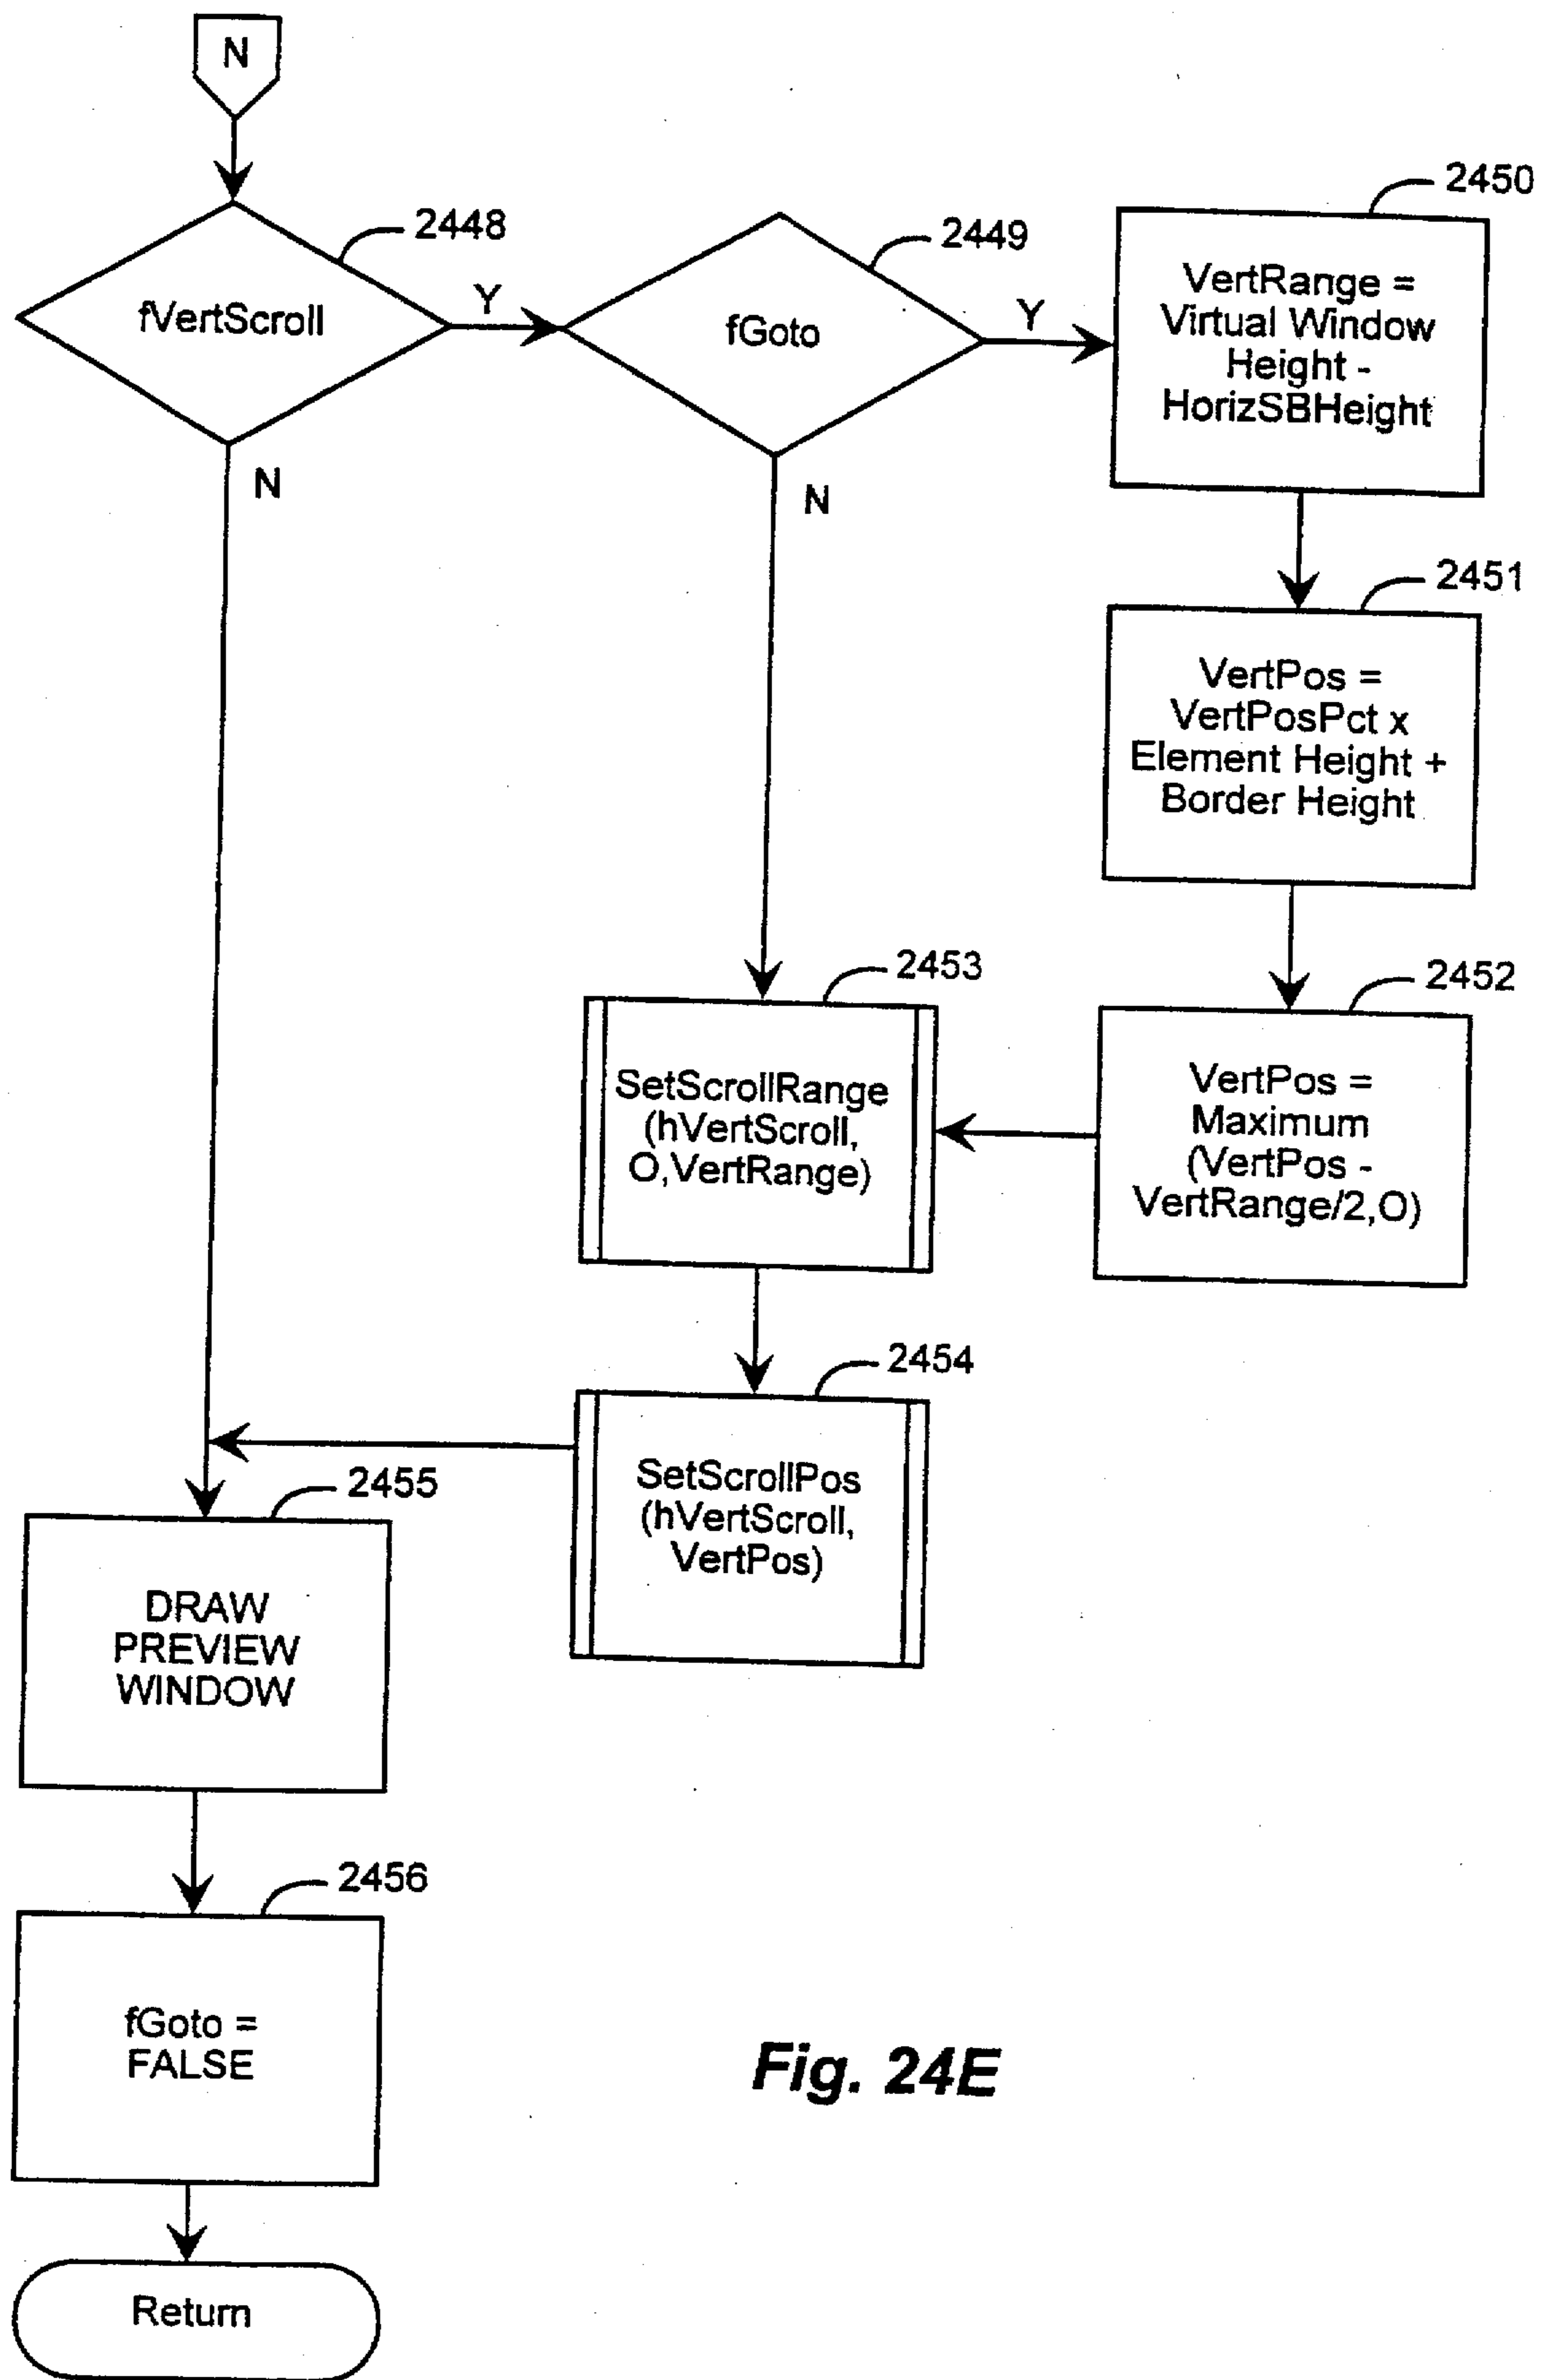 N
2448
fVertScroll
Y
N
2449
fGoto
Y
N
2450
VertRange =
Virtual Window
Height -
HorizSBHeight
2451
VertPos =
VertPosPct x
Element Height +
Border Height
2452
VertPos =
Maximum
(VertPos -
VertRange/2,O)
2453
SetScrollRange
(hVertScroll,
O,VertRange)
2454
SetScrollPos
(hVertScroll,
VertPos)
2455
DRAW
PREVIEW
WINDOW
2456
fGoto =
FALSE
Return
Fig. 24E